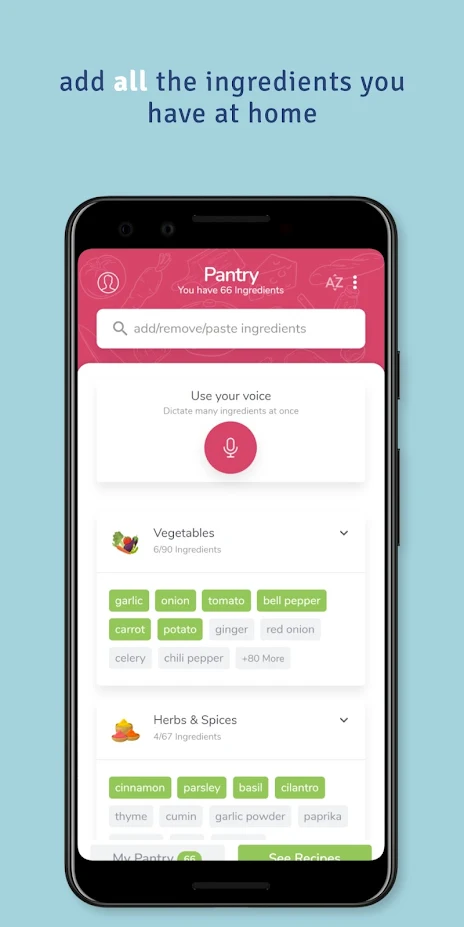 add all the ingredients you
have at home
Pantry
You have 66 Ingredients
AZ
add/remove/paste ingredients
Use your voice
Dictate many ingredients at once
Vegetables
6/90 Ingredients
garlic onion tomato bell pepper
carrot potato ginger red onion
celery chili pepper +80 More
Herbs & Spices
4/67 Ingredients
cinnamon parsley basil cilantro
thyme cumin garlic powder paprika
My Pantry 66 See Recipes